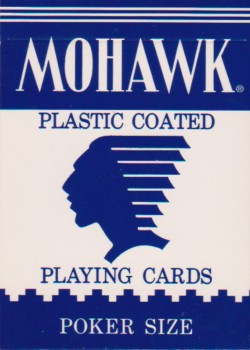 MOHAWK®
PLASTIC COATED
PLAYING CARDS
POKER SIZE